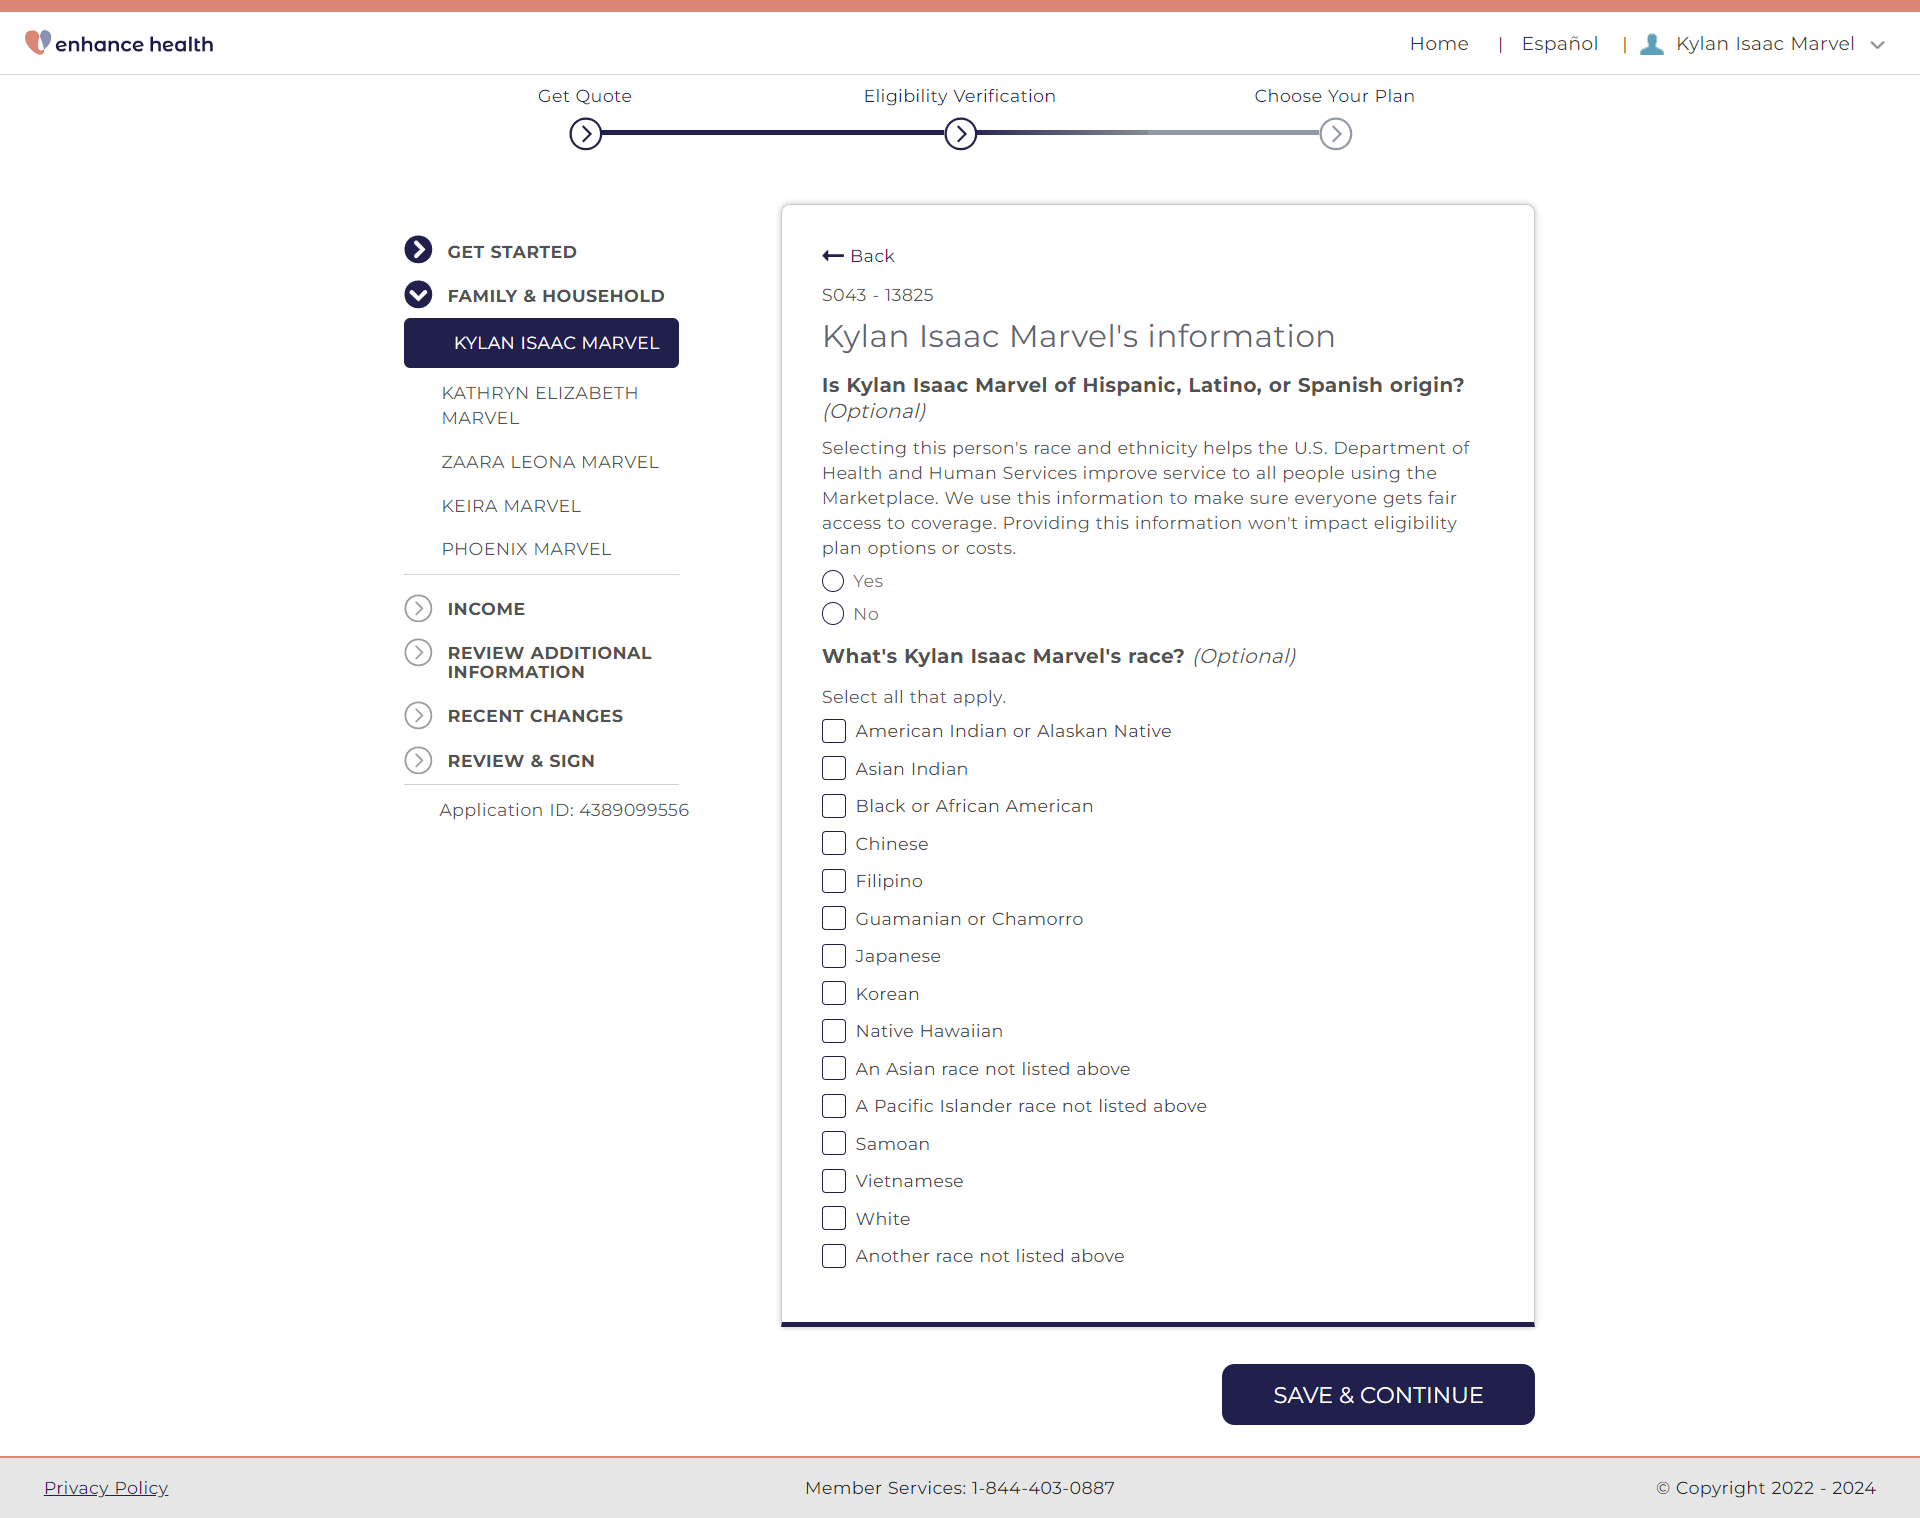 enhance health
Home | Español | Kylan Isaac Marvel
Get Quote
Eligibility Verification
Choose Your Plan
GET STARTED
FAMILY & HOUSEHOLD
KYLAN ISAAC MARVEL
KATHRYN ELIZABETH
MARVEL
ZAARA LEONA MARVEL
KEIRA MARVEL
PHOENIX MARVEL
INCOME
REVIEW ADDITIONAL
INFORMATION
RECENT CHANGES
REVIEW & SIGN
Application ID: 4389099556
Back
S043 - 13825
Kylan Isaac Marvel's information
Is Kylan Isaac Marvel of Hispanic, Latino, or Spanish origin?
(Optional)
Selecting this person's race and ethnicity helps the U.S. Department of
Health and Human Services improve service to all people using the
Marketplace. We use this information to make sure everyone gets fair
access to coverage. Providing this information won't impact eligibility
plan options or costs.
Yes
No
What's Kylan Isaac Marvel's race? (Optional)
Select all that apply.
American Indian or Alaskan Native
Asian Indian
Black or African American
Chinese
Filipino
Guamanian or Chamorro
Japanese
Korean
Native Hawaiian
An Asian race not listed above
A Pacific Islander race not listed above
Samoan
Vietnamese
White
Another race not listed above
SAVE & CONTINUE
Privacy Policy
Member Services: 1-844-403-0887
© Copyright 2022 - 2024